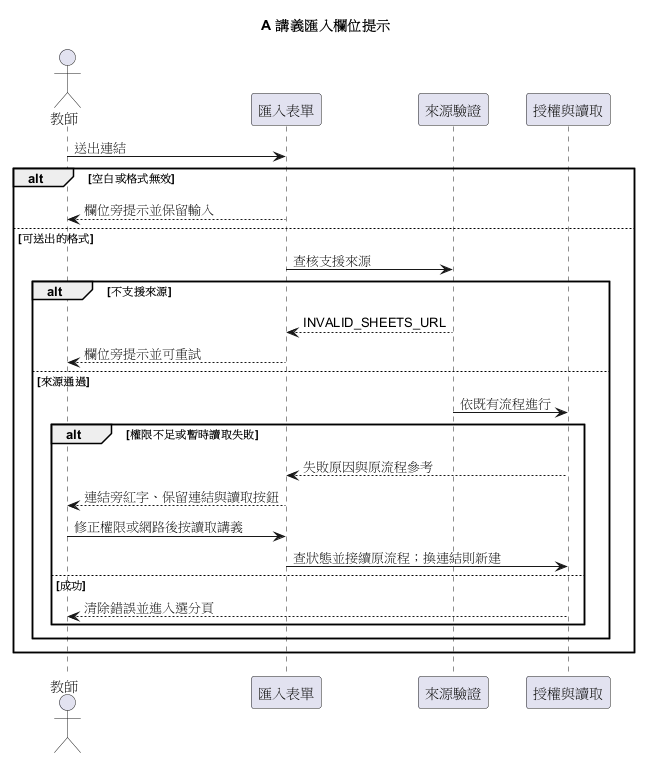 A 講義匯入欄位提示
教師
匯入表單
來源驗證
授權與讀取
送出連結
alt
[空白或格式無效]
欄位旁提示並保留輸入
[可送出的格式]
查核支援來源
alt
[不支援來源]
INVALID_SHEETS_URL
欄位旁提示並可重試
[來源通過]
依既有流程進行
alt
[權限不足或暫時讀取失敗]
失敗原因與原流程參考
連結旁紅字、保留連結與讀取按鈕
修正權限或網路後按讀取講義
查狀態並接續原流程；換連結則新建
[成功]
清除錯誤並進入選分頁
教師
匯入表單
來源驗證
授權與讀取